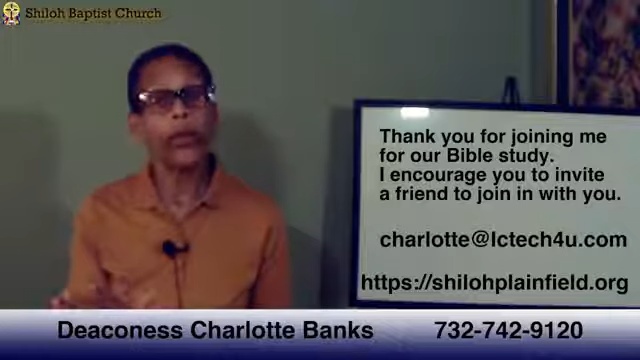 Shiloh Baptist Church
Thank you for joining me
for our Bible study.
I encourage you to invite
a friend to join in with you.
charlotte@lctech4u.com
https://shilohplainfield.org
Deaconess Charlotte Banks 732-742-9120